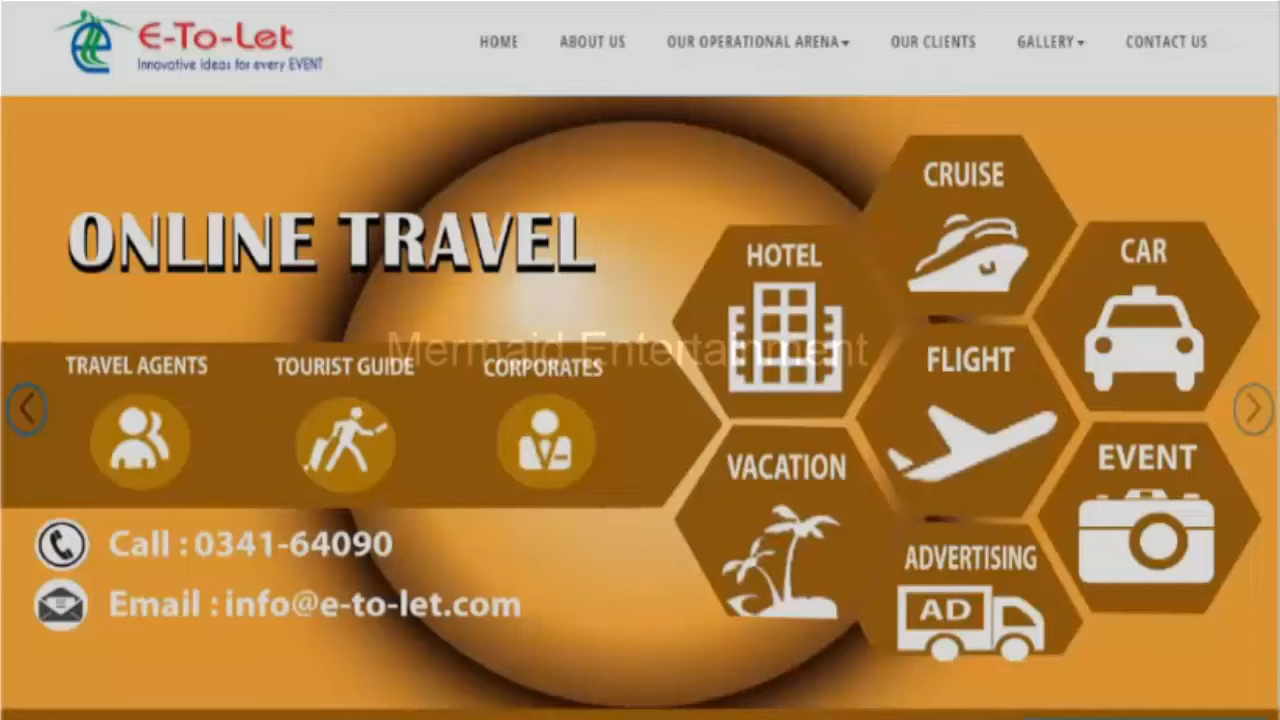 E-To-Let
Innovative ideas for every EVENT
HOME ABOUT US OUR OPERATIONAL ARENA OUR CLIENTS GALLERY CONTACT US
ONLINE TRAVEL
CRUISE
HOTEL
CAR
Mermaid Entertainment
TRAVEL AGENTS TOURIST GUIDE CORPORATES
FLIGHT
VACATION
EVENT
Call : 0341-64090
ADVERTISING
AD
Email : info@e-to-let.com